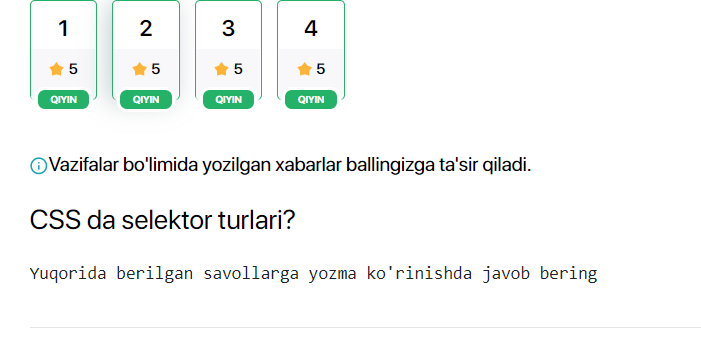 1 2 3 4
5 5 5 5
QIYIN QIYIN QIYIN QIYIN
Vazifalar bo'limida yozilgan xabarlar ballingizga ta'sir qiladi.
CSS da selektor turlari?
Yuqorida berilgan savollarga yozma ko'rinishda javob bering